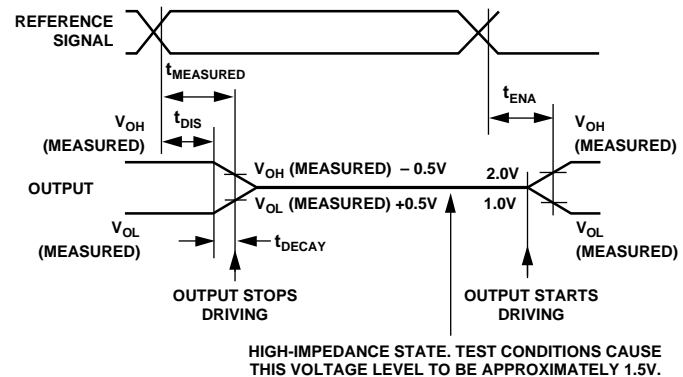 REFERENCE
SIGNAL
tMEASURED
tENA
tDIS
VOH
(MEASURED)
VOH
(MEASURED)
VOH (MEASURED) – 0.5V
2.0V
OUTPUT
VOL (MEASURED) +0.5V
1.0V
VOL
(MEASURED)
VOL
(MEASURED)
tDECAY
OUTPUT STOPS
DRIVING
OUTPUT STARTS
DRIVING
HIGH-IMPEDANCE STATE. TEST CONDITIONS CAUSE
THIS VOLTAGE LEVEL TO BE APPROXIMATELY 1.5V.